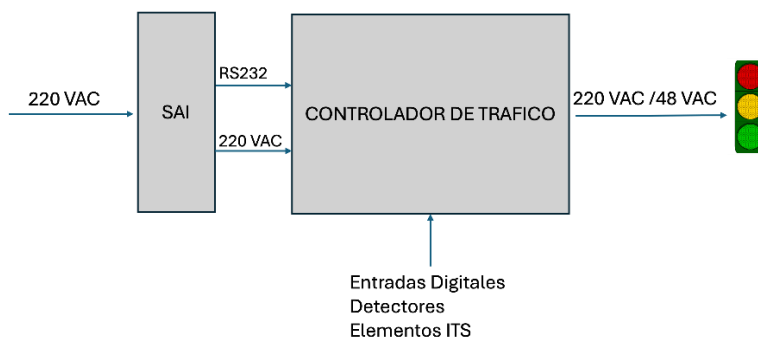 220 VAC
SAI
RS232
220 VAC
CONTROLADOR DE TRAFICO
220 VAC /48 VAC
Entradas Digitales
Detectores
Elementos ITS